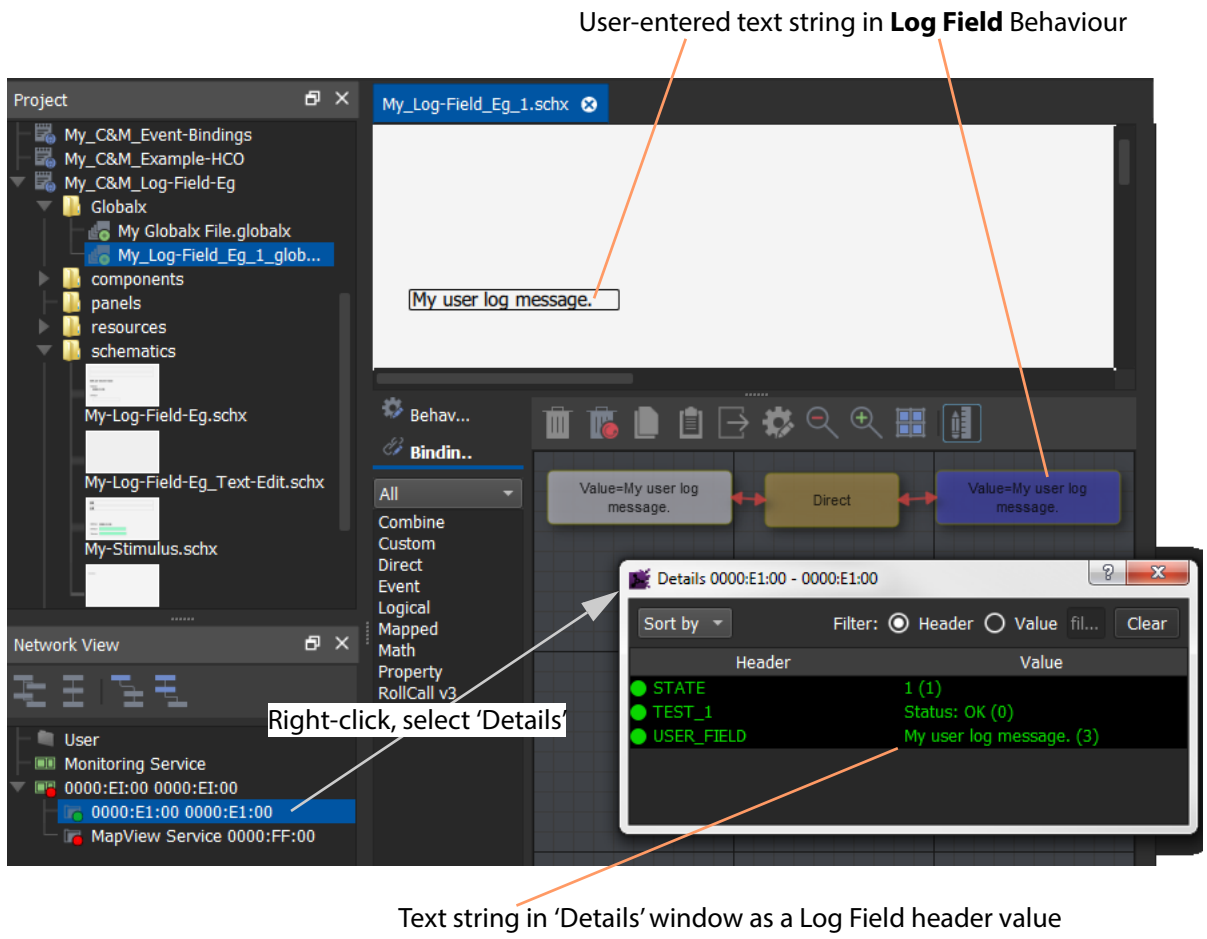 User-entered text string in Log Field Behaviour
Project
My_C&M_Event-Bindings
My_C&M_Example-HCO
My_C&M_Log-Field-Eg
Globalx
My Globalx File.globalx
My_Log-Field_Eg_1_glob...
components
panels
resources
schematics
My-Log-Field-Eg.schx
My-Log-Field-Eg_Text-Edit.schx
My-Stimulus.schx
My_Log-Field_Eg_1.schx
My user log message.
Behav...
Bindin..
All
Combine
Custom
Direct
Event
Logical
Mapped
Math
Property
RollCall v3
Value=My user log
message.
Direct
Value=My user log
message.
Network View
Right-click, select ‘Details’
User
Monitoring Service
0000:EI:00 0000:EI:00
0000:E1:00 0000:E1:00
MapView Service 0000:FF:00
Details 0000:E1:00 - 0000:E1:00
? X
Sort by Filter: Header Value fil... Clear
Header Value
STATE 1 (1)
TEST_1 Status: OK (0)
USER_FIELD My user log message. (3)
Text string in ‘Details’ window as a Log Field header value